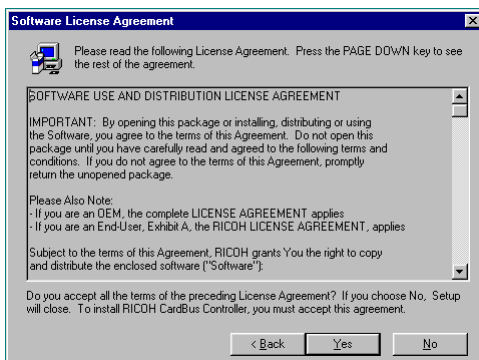 Software License Agreement
Please read the following License Agreement. Press the PAGE DOWN key to see
the rest of the agreement.
SOFTWARE USE AND DISTRIBUTION LICENSE AGREEMENT
IMPORTANT: By opening this package or installing, distributing or using
the Software, you agree to the terms of this Agreement. Do not open this
package until you have carefully read and agreed to the following terms and
conditions. If you do not agree to the terms of this Agreement, promptly
return the unopened package.
Please Also Note:
- If you are an OEM, the complete LICENSE AGREEMENT applies
- If you are an End-User, Exhibit A, the RICOH LICENSE AGREEMENT, applies
Subject to the terms of this Agreement, RICOH grants You the right to copy
and distribute the enclosed software ("Software"):
Do you accept all the terms of the preceding License Agreement? If you choose No, Setup
will close. To install RICOH CardBus Controller, you must accept this agreement.
< Back Yes No